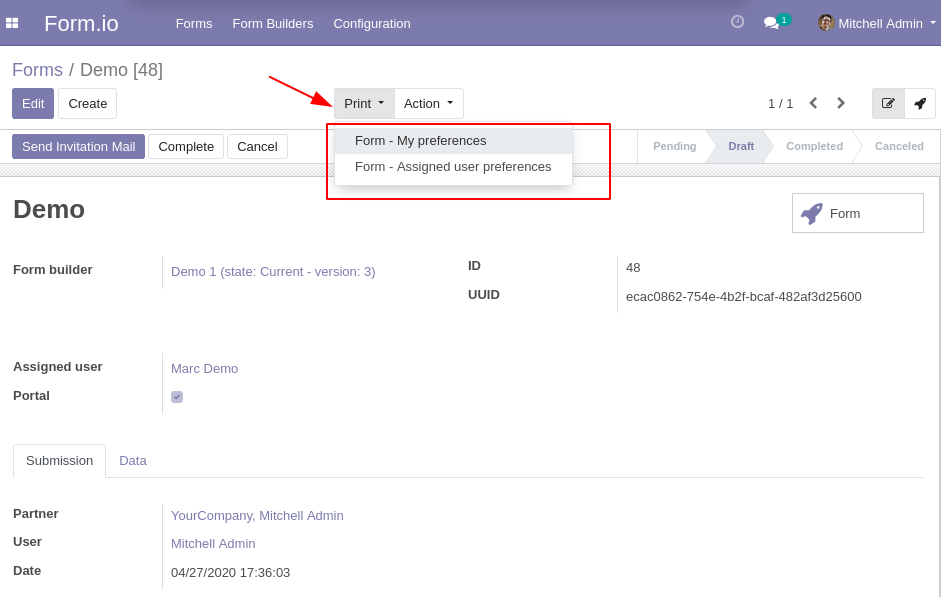 Form.io Forms Form Builders Configuration 1 Mitchell Admin
Forms / Demo [48]
Edit Create Print Action 1 / 1
Send Invitation Mail Complete Cancel Form - My preferences Pending Draft Completed Canceled
Form - Assigned user preferences
Demo
Form
Form builder Demo 1 (state: Current - version: 3) ID 48
UUID ecac0862-754e-4b2f-bcaf-482af3d25600
Assigned user Marc Demo
Portal
Submission Data
Partner YourCompany, Mitchell Admin
User Mitchell Admin
Date 04/27/2020 17:36:03